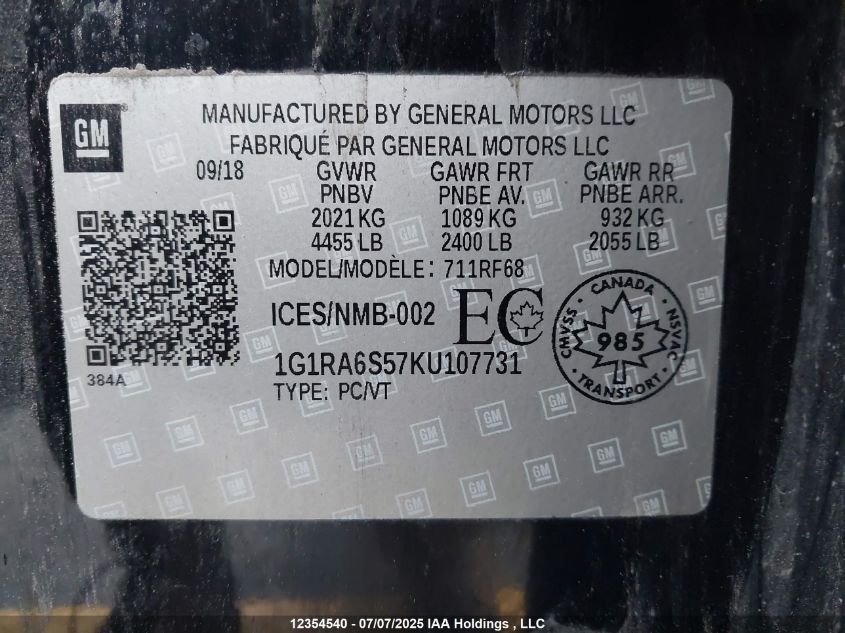 GM
MANUFACTURED BY GENERAL MOTORS LLC
FABRIQUÉ PAR GENERAL MOTORS LLC
09/18 GVWR GAWR FRT GAWR RR
PNBV PNBE AV. PNBE ARR.
2021 KG 1089 KG 932 KG
4455 LB 2400 LB 2055 LB
MODEL/MODÈLE: 711RF68
ICES/NMB-002 EC
CANADA
CMVSS 985 NSVAC
TRANSPORT
1G1RA6S57KU107731
384A
TYPE: PC/VT
12354540 - 07/07/2025 IAA Holdings , LLC